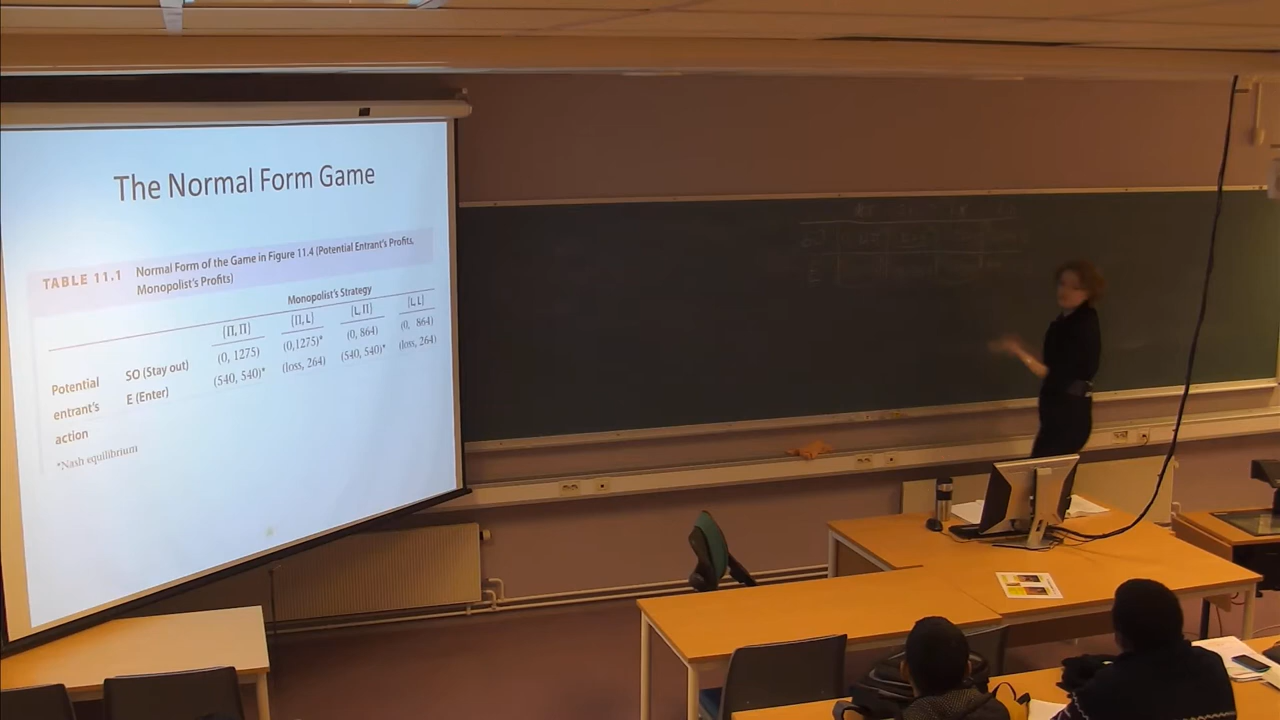 The Normal Form Game
TABLE 11.1 Normal Form of the Game in Figure 11.4 (Potential Entrant's Profits,
Monopolist's Profits)
Monopolist's Strategy
{Π, Π} {Π, L} {L, Π} {L, L}
SO (Stay out) (0, 1275) (0,1275)* (0, 864) (0, 864)
Potential
entrant's
action
E (Enter) (540, 540)* (loss, 264) (540, 540)* (loss, 264)
*Nash equilibrium